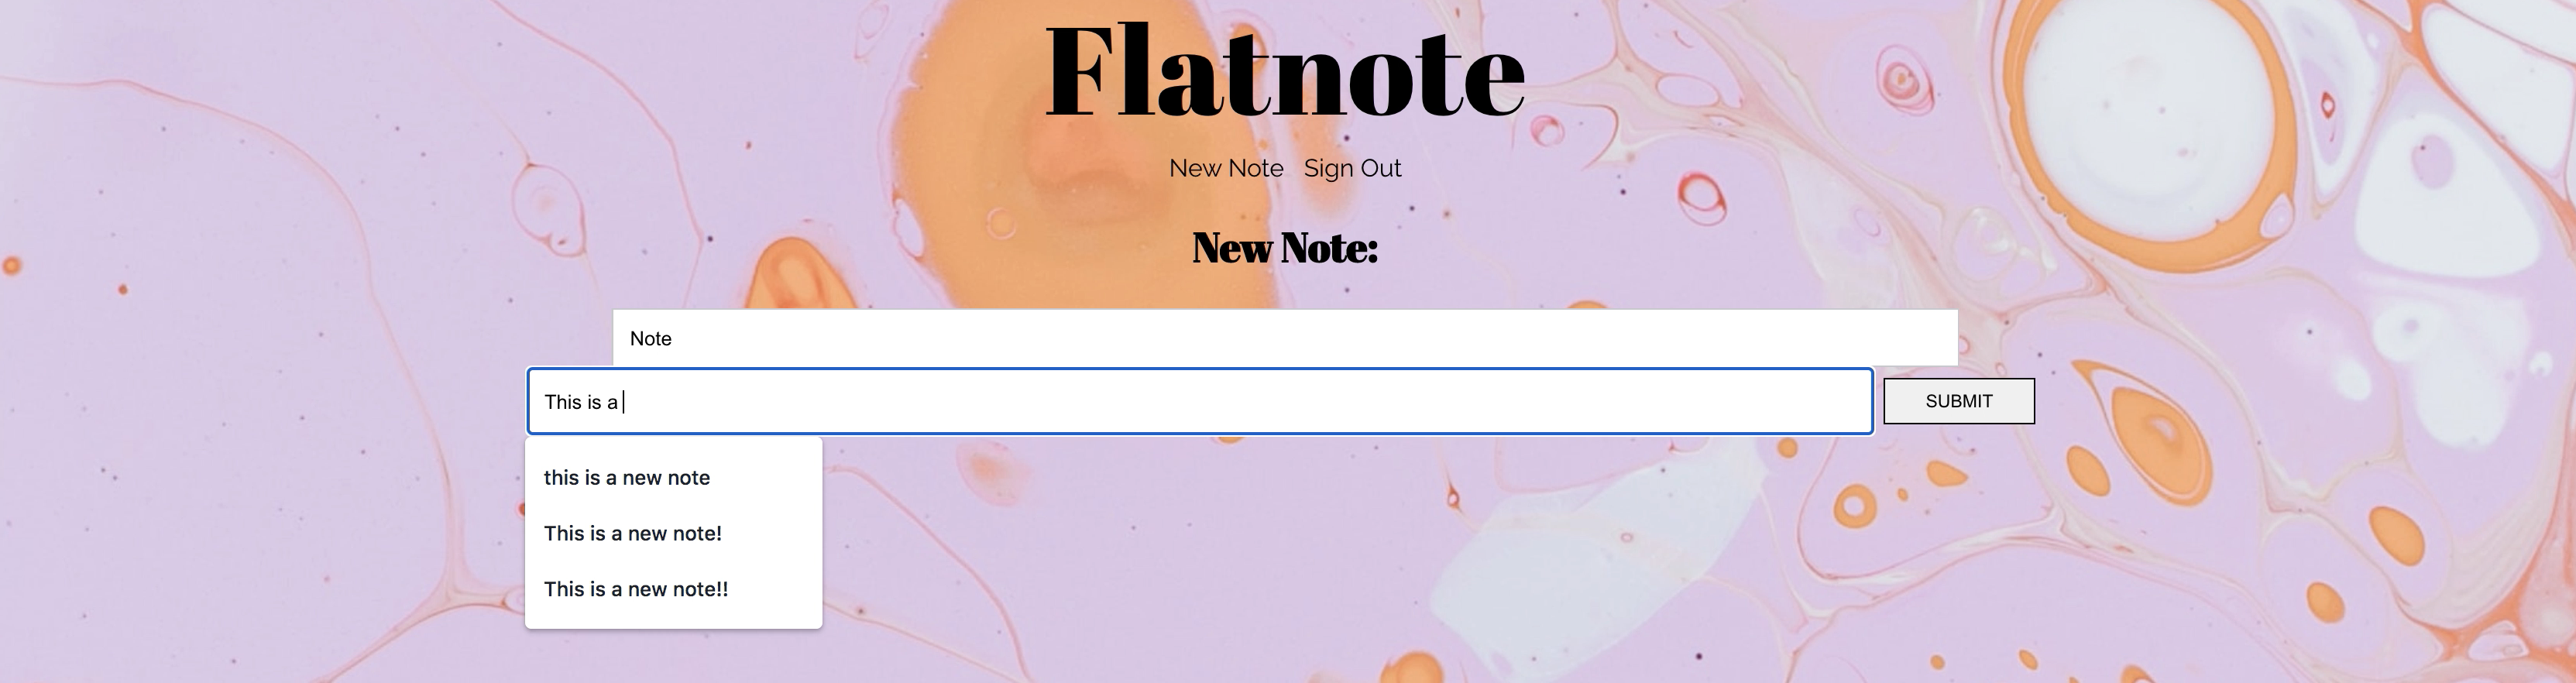 Flatnote
New Note Sign Out
New Note:
Note
This is a
SUBMIT
this is a new note
This is a new note!
This is a new note!!